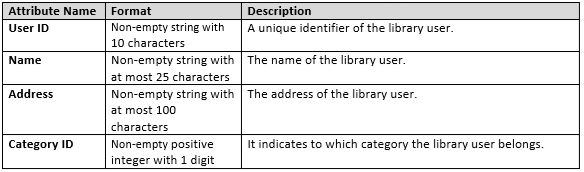 Attribute Name Format Description
User ID Non-empty string with A unique identifier of the library user.
10 characters
Name Non-empty string with The name of the library user.
at most 25 characters
Address Non-empty string with The address of the library user.
at most 100
characters
Category ID Non-empty positive It indicates to which category the library user belongs.
integer with 1 digit